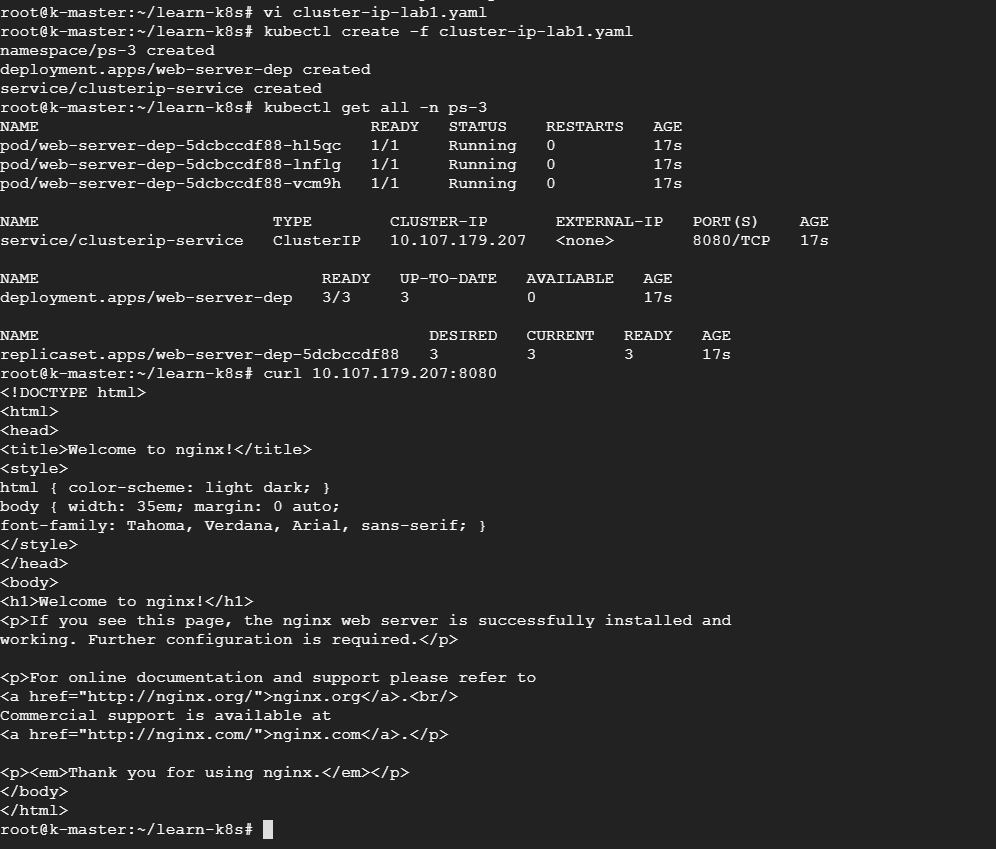 root@k-master:~/learn-k8s# vi cluster-ip-lab1.yaml
root@k-master:~/learn-k8s# kubectl create -f cluster-ip-lab1.yaml
namespace/ps-3 created
deployment.apps/web-server-dep created
service/clusterip-service created
root@k-master:~/learn-k8s# kubectl get all -n ps-3
NAME                                  READY   STATUS    RESTARTS   AGE
pod/web-server-dep-5dcbccdf88-hl5qc   1/1     Running   0          17s
pod/web-server-dep-5dcbccdf88-lnflg   1/1     Running   0          17s
pod/web-server-dep-5dcbccdf88-vcm9h   1/1     Running   0          17s

NAME                        TYPE        CLUSTER-IP       EXTERNAL-IP   PORT(S)    AGE
service/clusterip-service   ClusterIP   10.107.179.207   <none>        8080/TCP   17s

NAME                             READY   UP-TO-DATE   AVAILABLE   AGE
deployment.apps/web-server-dep   3/3     3            0           17s

NAME                                        DESIRED   CURRENT   READY   AGE
replicaset.apps/web-server-dep-5dcbccdf88   3         3         3       17s
root@k-master:~/learn-k8s# curl 10.107.179.207:8080
<!DOCTYPE html>
<html>
<head>
<title>Welcome to nginx!</title>
<style>
html { color-scheme: light dark; }
body { width: 35em; margin: 0 auto;
font-family: Tahoma, Verdana, Arial, sans-serif; }
</style>
</head>
<body>
<h1>Welcome to nginx!</h1>
<p>If you see this page, the nginx web server is successfully installed and
working. Further configuration is required.</p>

<p>For online documentation and support please refer to
<a href="http://nginx.org/">nginx.org</a>.<br/>
Commercial support is available at
<a href="http://nginx.com/">nginx.com</a>.</p>

<p><em>Thank you for using nginx.</em></p>
</body>
</html>
root@k-master:~/learn-k8s#